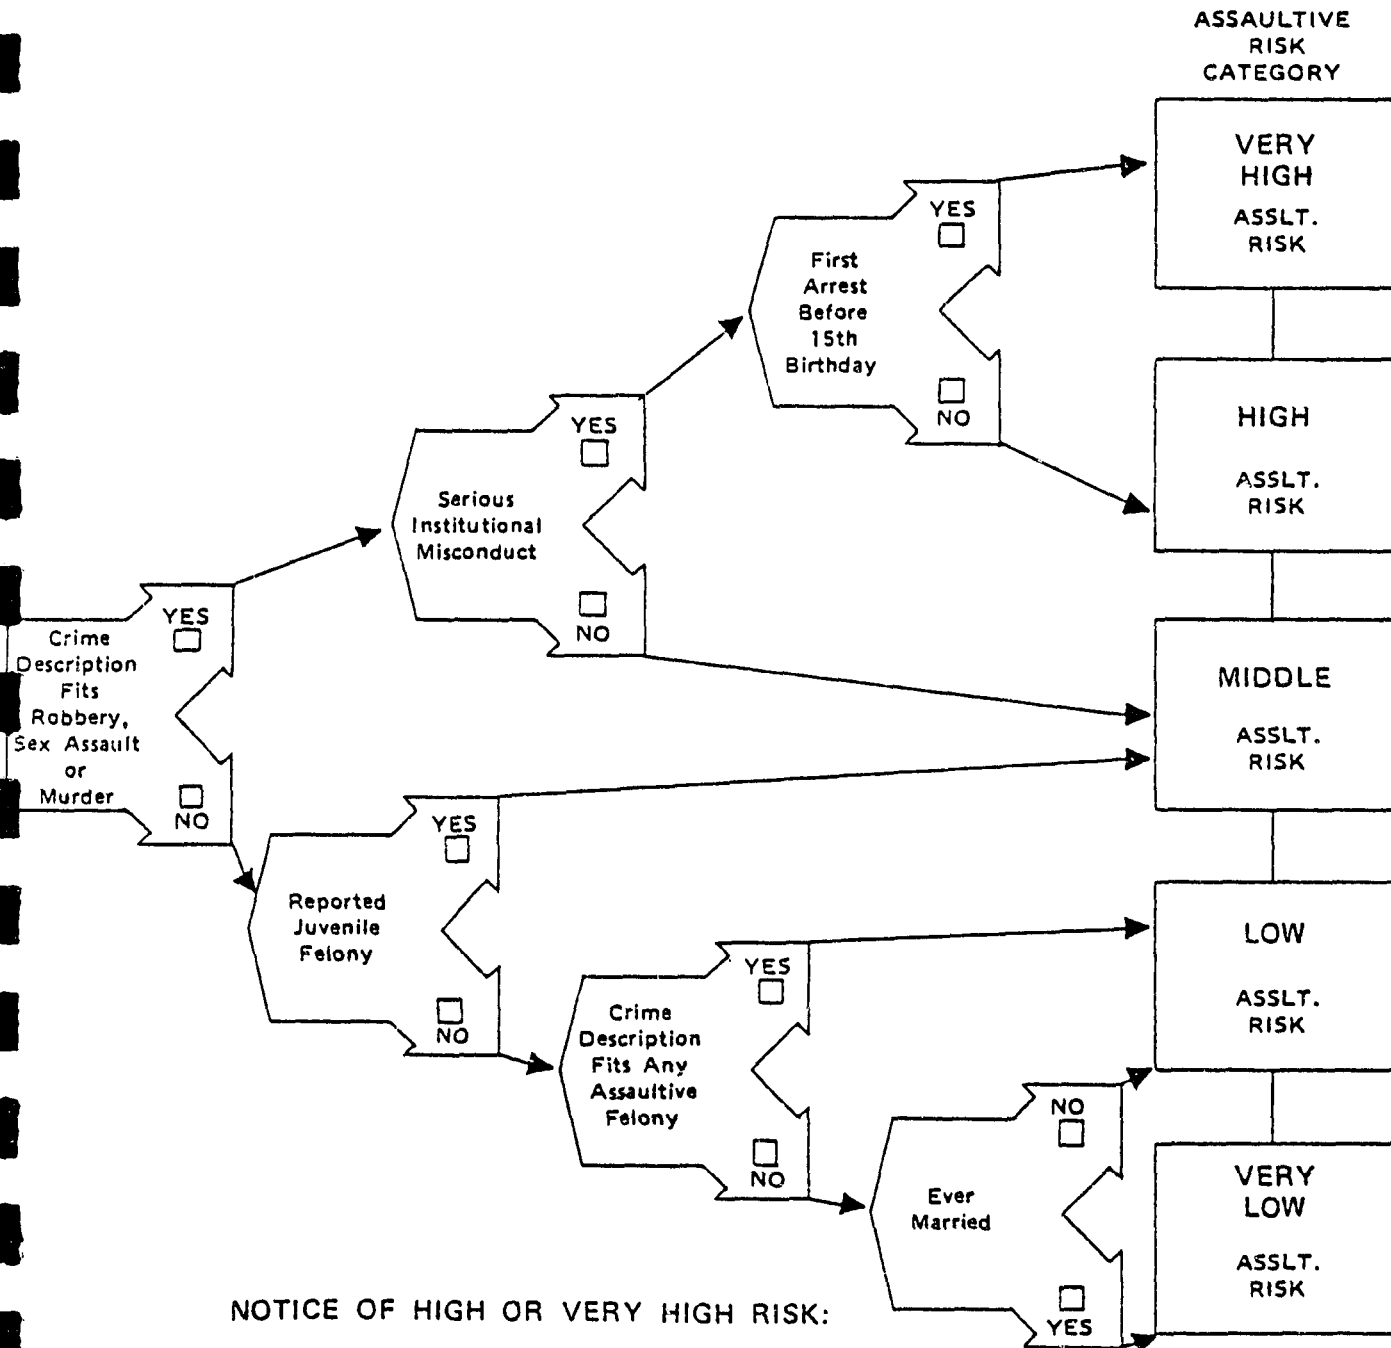 ASSAULTIVE
RISK
CATEGORY
VERY
HIGH
ASSLT.
RISK
YES
First
Arrest
Before
15th
Birthday
NO
HIGH
ASSLT.
RISK
YES
Serious
Institutional
Misconduct
NO
YES
Crime
Description
Fits
Robbery,
Sex Assault
or
Murder
NO
MIDDLE
ASSLT.
RISK
YES
Reported
Juvenile
Felony
NO
LOW
ASSLT.
RISK
YES
Crime
Description
Fits Any
Assaultive
Felony
NO
NO
Ever
Married
YES
VERY
LOW
ASSLT.
RISK
NOTICE OF HIGH OR VERY HIGH RISK: